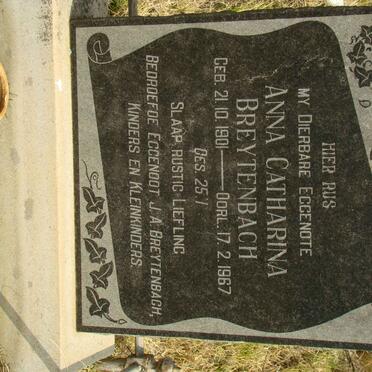 HIER RUS
MY DIERBARE EGGENOTE
ANNA CATHARINA
BREYTENBACH
GEB. 21. 10. 1901 — OORL. 17. 2. 1967
GES. 25.1
SLAAP RUSTIG LIEFLING
BEDROEFDE EGGENOOT, J.A. BREYTENBACH,
KINDERS EN KLEINKINDERS.